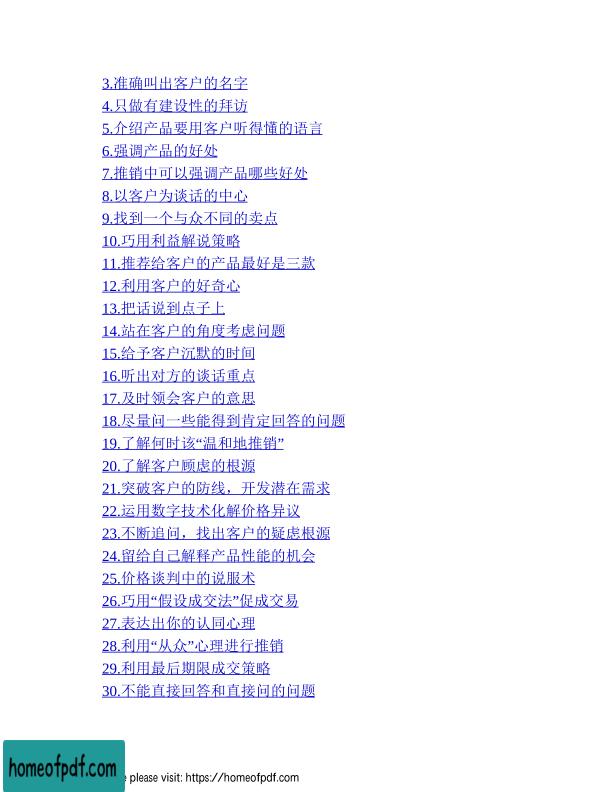 3.准确叫出客户的名字
4.只做有建设性的拜访
5.介绍产品要用客户听得懂的语言
6.强调产品的好处
7.推销中可以强调产品哪些好处
8.以客户为谈话的中心
9.找到一个与众不同的卖点
10.巧用利益解说策略
11.推荐给客户的产品最好是三款
12.利用客户的好奇心
13.把话说到点子上
14.站在客户的角度考虑问题
15.给予客户沉默的时间
16.听出对方的谈话重点
17.及时领会客户的意思
18.尽量问一些能得到肯定回答的问题
19.了解何时该“温和地推销”
20.了解客户顾虑的根源
21.突破客户的防线，开发潜在需求
22.运用数字技术化解价格异议
23.不断追问，找出客户的疑虑根源
24.留给自己解释产品性能的机会
25.价格谈判中的说服术
26.巧用“假设成交法”促成交易
27.表达出你的认同心理
28.利用“从众”心理进行推销
29.利用最后期限成交策略
30.不能直接回答和直接问的问题
homeofpdf.com
please visit: https://homeofpdf.com